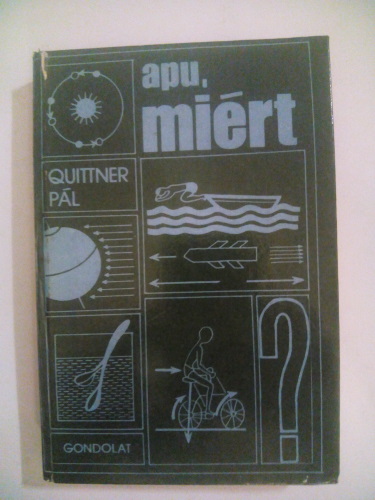 apu,
miért
QUITTNER
PÁL
?
GONDOLAT